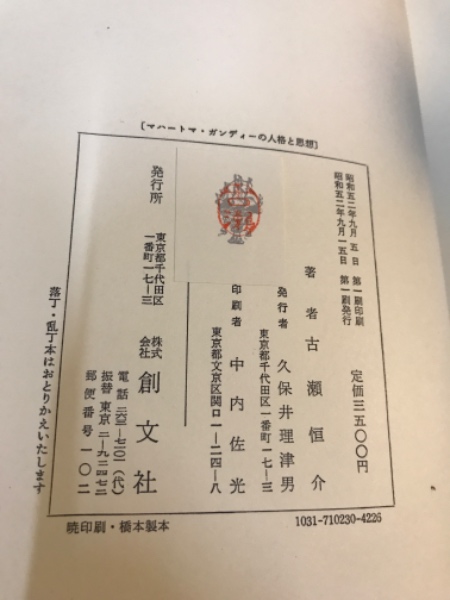 〔マハートマ・ガンディーの人格と思想〕
昭和五二年九月 五 日 第一刷印刷
昭和五二年九月一五日 第一刷発行
定価三五〇〇円
著者 古瀬恒介
発行者 久保井理津男
東京都千代田区一番町一七—三
印刷者 中内佐光
東京都文京区関口一—二四—八
発行所
東京都千代田区
一番町一七—三
株式会社 創文社
電話 二六三—七一〇一(代)
振替 東京 二—九二四七二
郵便番号 一〇二
落丁・乱丁本はおとりかえいたします
暁印刷・橋本製本
1031-710230-4226